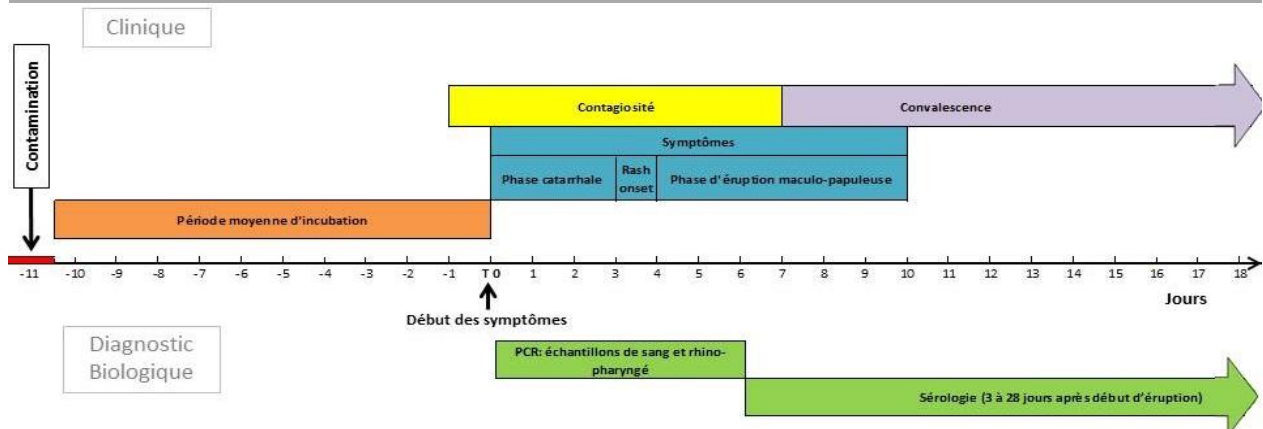 Clinique
Contamination
Contagiosité
Convalescence
Symptômes
Phase catarrhale
Rash
onset
Phase d'éruption maculo-papuleuse
Période moyenne d'incubation
-11 -10 -9 -8 -7 -6 -5 -4 -3 -2 -1 T 0 1 2 3 4 5 6 7 8 9 10 11 12 13 14 15 16 17 18
Jours
Début des symptômes
Diagnostic
Biologique
PCR: échantillons de sang et rhino-
pharyngé
Sérologie (3 à 28 jours après début d'éruption)